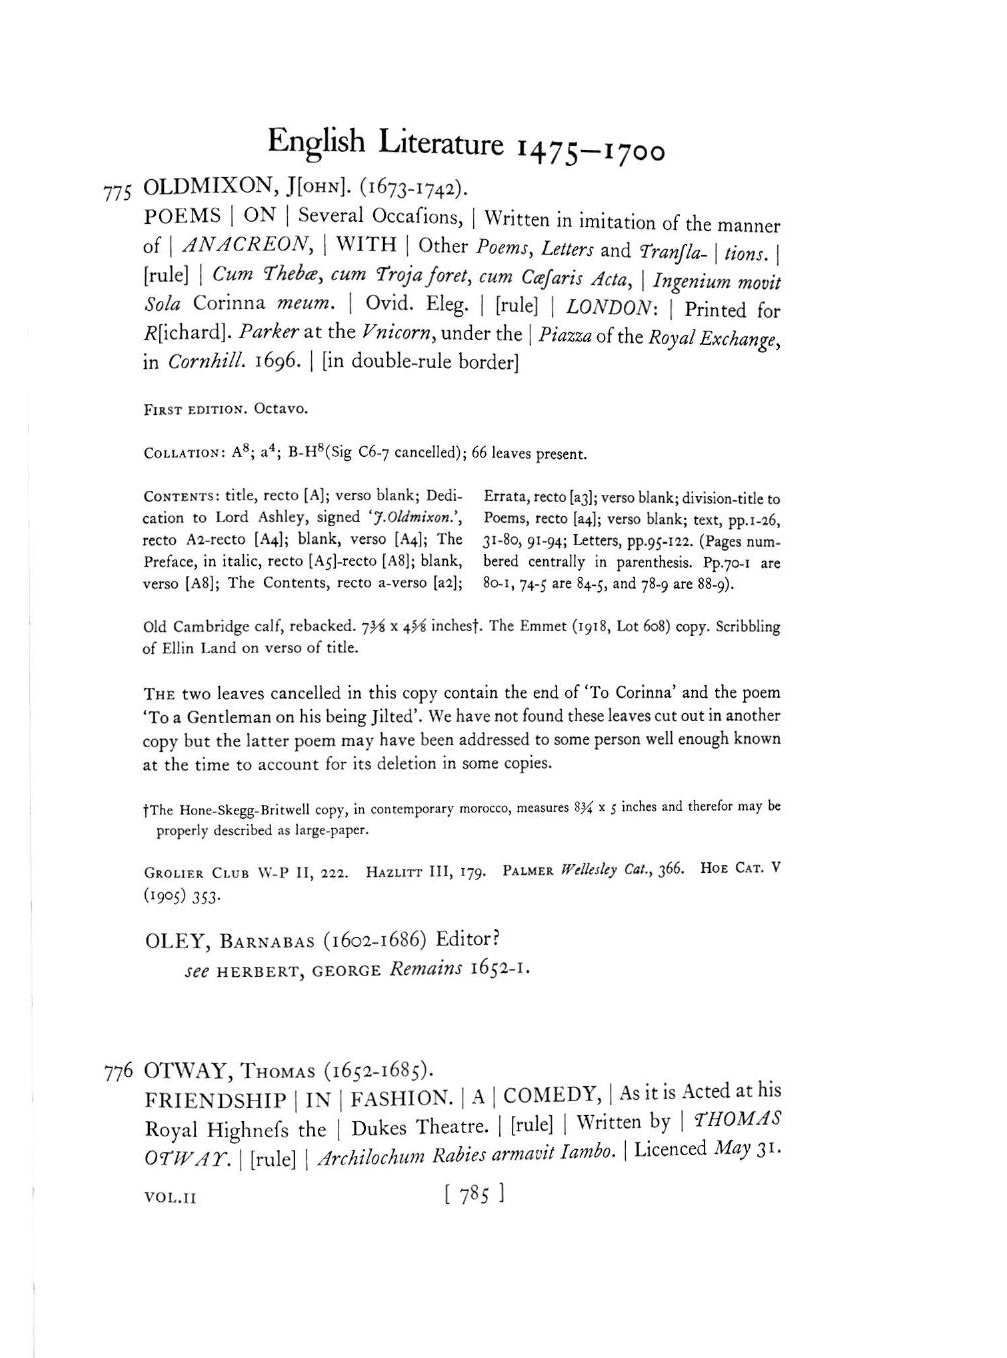 English Literature 1475–1700
775 OLDMIXON, J[OHN]. (1673-1742).
POEMS | ON | Several Occaſions, | Written in imitation of the manner
of | ANACREON, | WITH | Other Poems, Letters and Tranſla- | tions. |
[rule] | Cum Thebæ, cum Troja foret, cum Cæſaris Acta, | Ingenium movit
Sola Corinna meum. | Ovid. Eleg. | [rule] | LONDON: | Printed for
R[ichard]. Parker at the Vnicorn, under the | Piazza of the Royal Exchange,
in Cornhill. 1696. | [in double-rule border]
FIRST EDITION. Octavo.
COLLATION: A⁸; a⁴; B-H⁸(Sig C6-7 cancelled); 66 leaves present.
CONTENTS: title, recto [A]; verso blank; Dedi-
cation to Lord Ashley, signed ‘J.Oldmixon.’,
recto A2-recto [A4]; blank, verso [A4]; The
Preface, in italic, recto [A5]-recto [A8]; blank,
verso [A8]; The Contents, recto a-verso [a2];
Errata, recto [a3]; verso blank; division-title to
Poems, recto [a4]; verso blank; text, pp.1-26,
31-80, 91-94; Letters, pp.95-122. (Pages num-
bered centrally in parenthesis. Pp.70-1 are
80-1, 74-5 are 84-5, and 78-9 are 88-9).
Old Cambridge calf, rebacked. 7⅜ x 4⅝ inches†. The Emmet (1918, Lot 608) copy. Scribbling
of Ellin Land on verso of title.
THE two leaves cancelled in this copy contain the end of ‘To Corinna’ and the poem
‘To a Gentleman on his being Jilted’. We have not found these leaves cut out in another
copy but the latter poem may have been addressed to some person well enough known
at the time to account for its deletion in some copies.
†The Hone-Skegg-Britwell copy, in contemporary morocco, measures 8¾ x 5 inches and therefor may be
properly described as large-paper.
GROLIER CLUB W-P II, 222. HAZLITT III, 179. PALMER Wellesley Cat., 366. HOE CAT. V
(1905) 353.
OLEY, BARNABAS (1602-1686) Editor?
see HERBERT, GEORGE Remains 1652-1.
776 OTWAY, THOMAS (1652-1685).
FRIENDSHIP | IN | FASHION. | A | COMEDY, | As it is Acted at his
Royal Highneſs the | Dukes Theatre. | [rule] | Written by | THOMAS
OTWAY. | [rule] | Archilochum Rabies armavit Iambo. | Licenced May 31.
VOL.II [ 785 ]